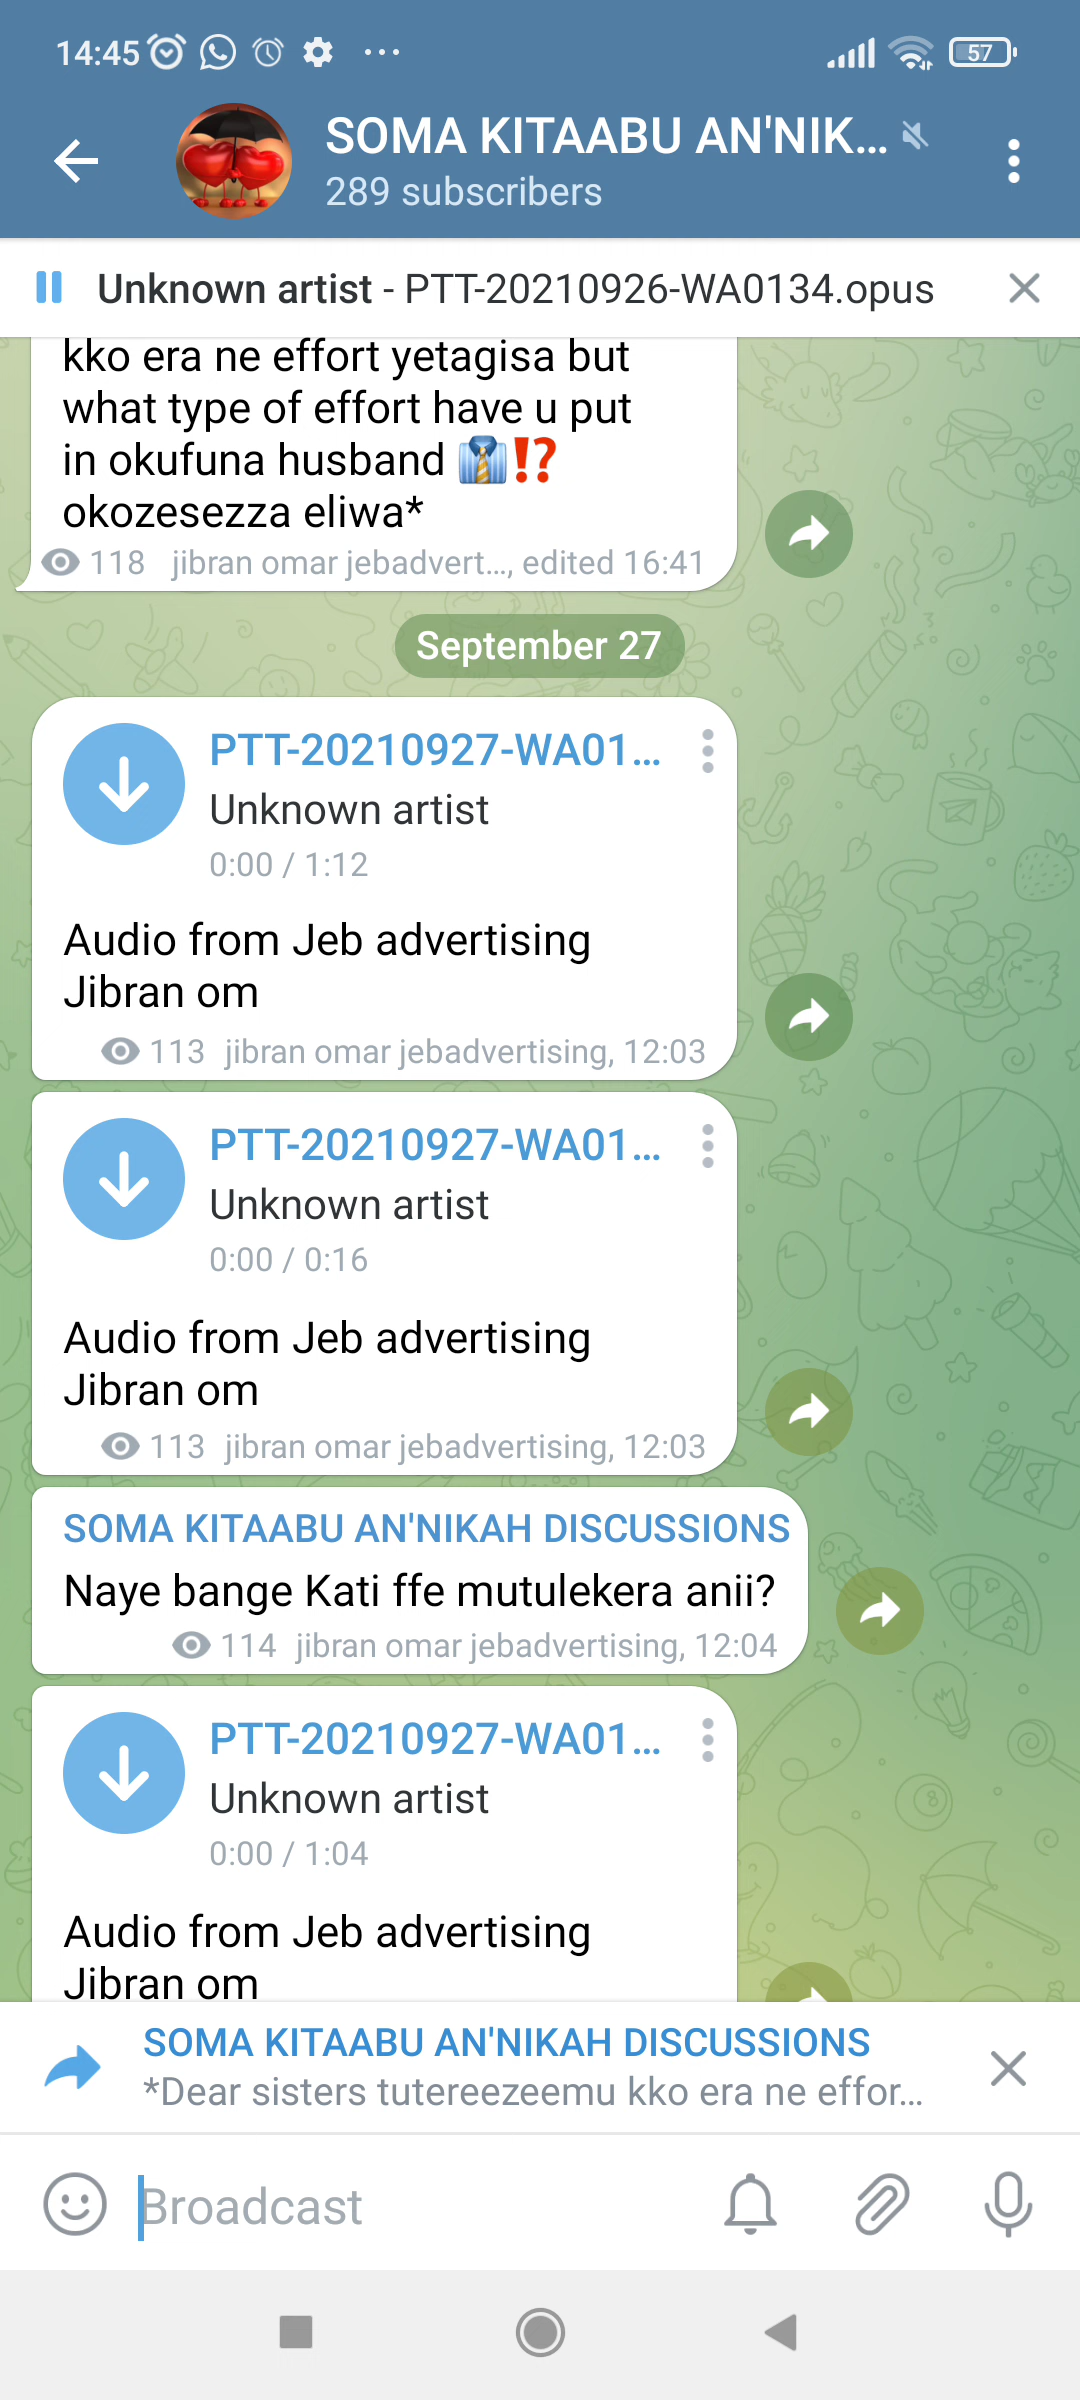 14:45
57
SOMA KITAABU AN'NIK...
289 subscribers
Unknown artist - PTT-20210926-WA0134.opus
kko era ne effort yetagisa but
what type of effort have u put
in okufuna husband 👔⁉️
okozesezza eliwa*
118 jibran omar jebadvert..., edited 16:41
September 27
PTT-20210927-WA01...
Unknown artist
0:00 / 1:12
Audio from Jeb advertising
Jibran om
113 jibran omar jebadvertising, 12:03
PTT-20210927-WA01...
Unknown artist
0:00 / 0:16
Audio from Jeb advertising
Jibran om
113 jibran omar jebadvertising, 12:03
SOMA KITAABU AN'NIKAH DISCUSSIONS
Naye bange Kati ffe mutulekera anii?
114 jibran omar jebadvertising, 12:04
PTT-20210927-WA01...
Unknown artist
0:00 / 1:04
Audio from Jeb advertising
Jibran om
SOMA KITAABU AN'NIKAH DISCUSSIONS
*Dear sisters tutereezeemu kko era ne effor...
Broadcast